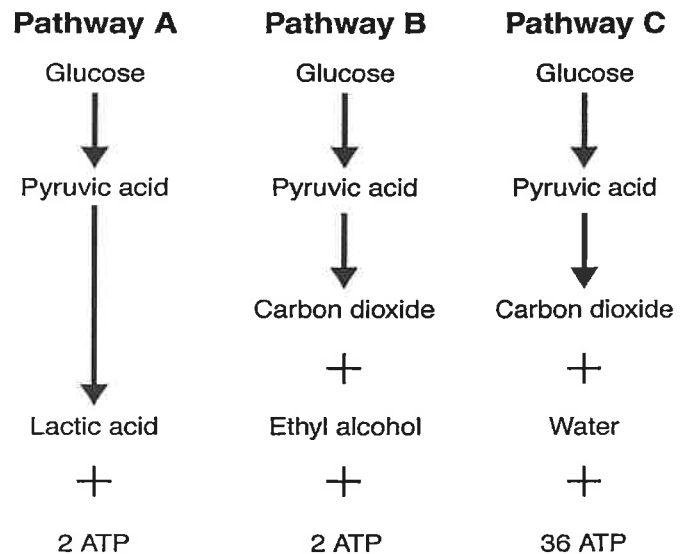 Pathway A Pathway B Pathway C
Glucose Glucose Glucose
Pyruvic acid Pyruvic acid Pyruvic acid
Carbon dioxide Carbon dioxide
+ +
Lactic acid Ethyl alcohol Water
+ + +
2 ATP 2 ATP 36 ATP